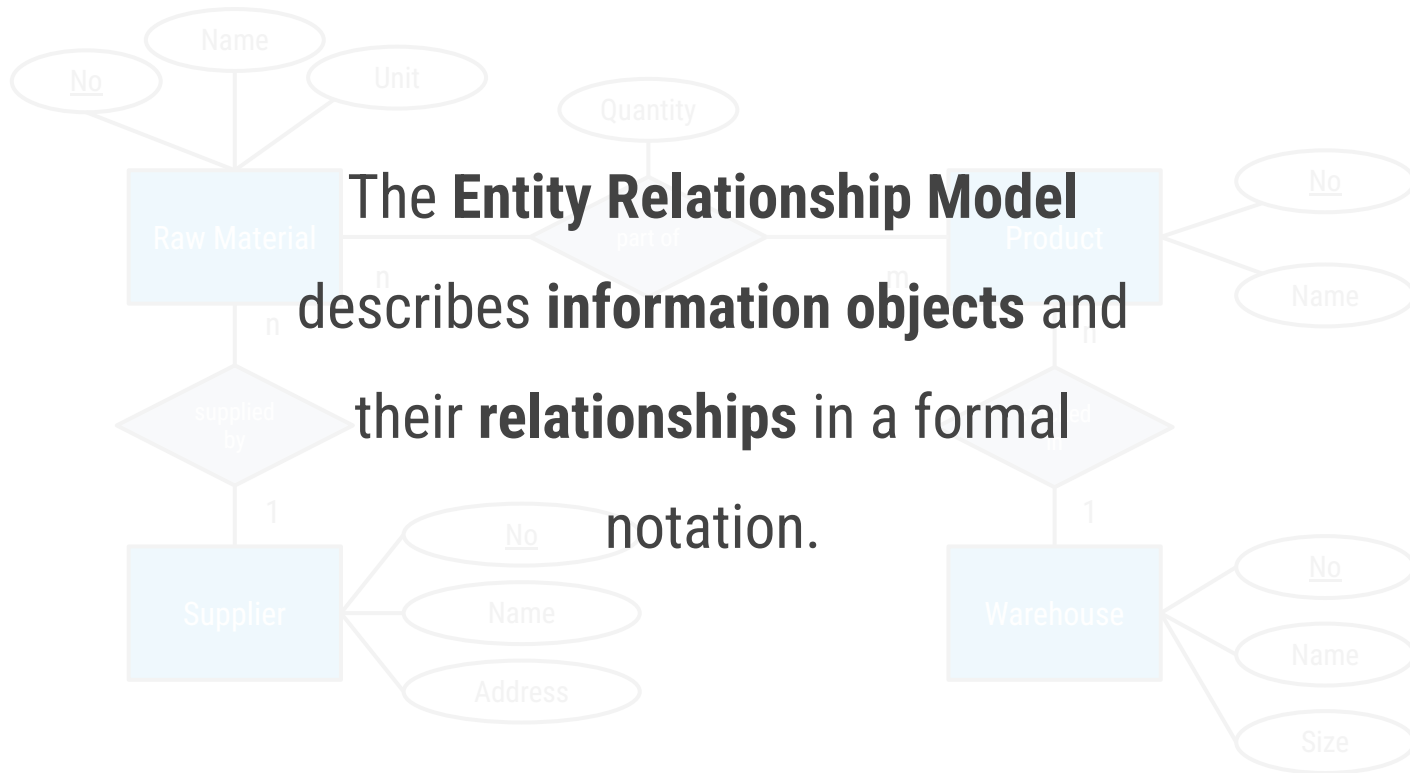 Name
No
Unit
Quantity
The Entity Relationship Model
No
Raw Material
part of
Product
n
m
describes information objects and
Name
n
n
supplied
by
their relationships in a formal
1
1
No
notation.
No
Supplier
Name
Warehouse
Name
Address
Size